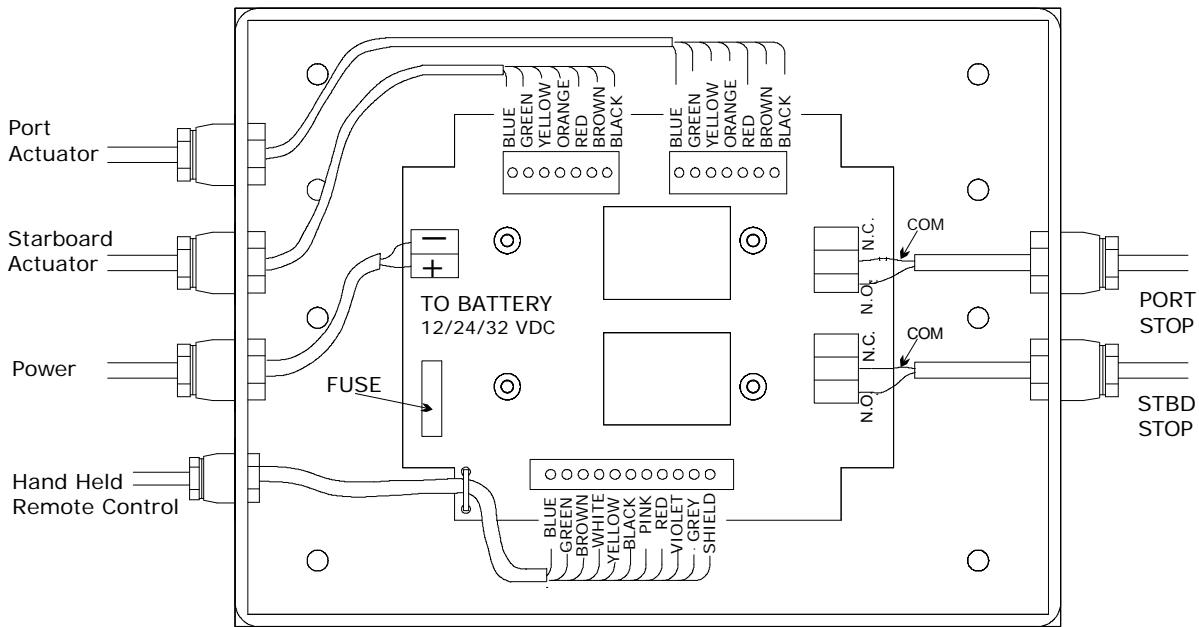 Port
Actuator
Starboard
Actuator
Power
Hand Held
Remote Control
BLUE
GREEN
YELLOW
ORANGE
RED
BROWN
BLACK
BLUE
GREEN
YELLOW
ORANGE
RED
BROWN
BLACK
−
+
TO BATTERY
12/24/32 VDC
FUSE
N.C.
COM
N.O.
N.C.
COM
N.O.
PORT
STOP
STBD
STOP
BLUE
GREEN
BROWN
WHITE
YELLOW
BLACK
PINK
RED
VIOLET
GREY
SHIELD